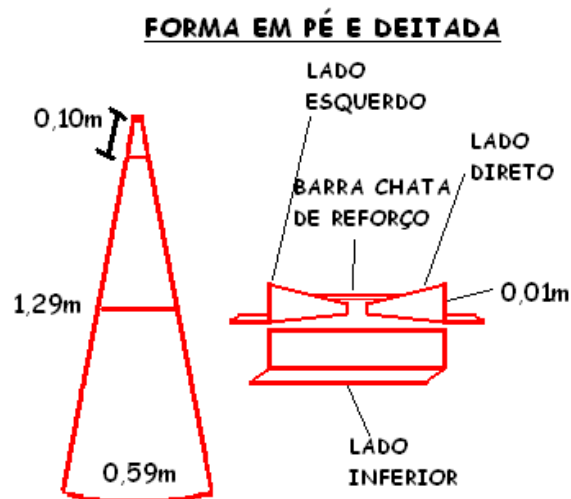 FORMA EM PÉ E DEITADA
LADO
ESQUERDO
0,10m
LADO
DIRETO
BARRA CHATA
DE REFORÇO
1,29m
0,01m
0,59m
LADO
INFERIOR